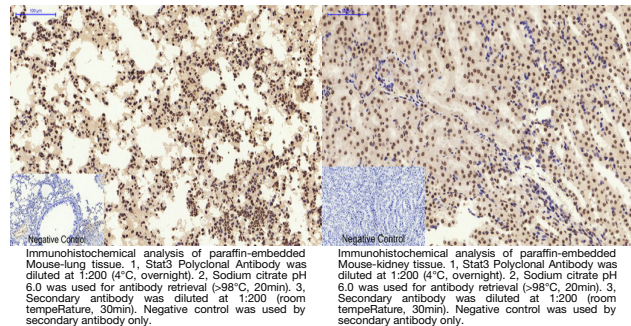 100 μm
Negative Control
Negative Control
Immunohistochemical analysis of paraffin-embedded
Mouse-lung tissue. 1, Stat3 Polyclonal Antibody was
diluted at 1:200 (4°C, overnight). 2, Sodium citrate pH
6.0 was used for antibody retrieval (>98°C, 20min). 3,
Secondary antibody was diluted at 1:200 (room
tempeRature, 30min). Negative control was used by
secondary antibody only.
Immunohistochemical analysis of paraffin-embedded
Mouse-kidney tissue. 1, Stat3 Polyclonal Antibody was
diluted at 1:200 (4°C, overnight). 2, Sodium citrate pH
6.0 was used for antibody retrieval (>98°C, 20min). 3,
Secondary antibody was diluted at 1:200 (room
tempeRature, 30min). Negative control was used by
secondary antibody only.